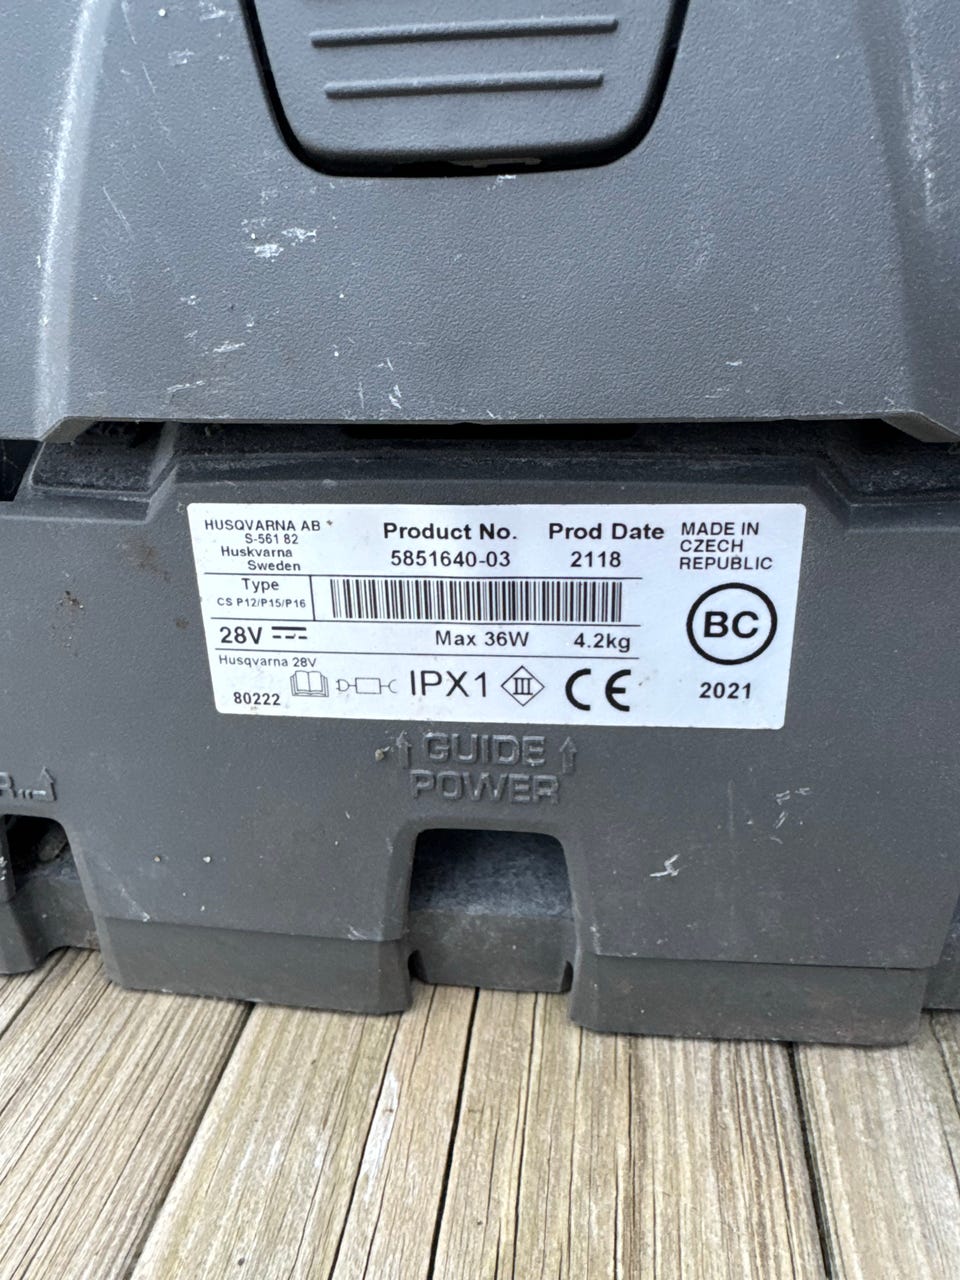 HUSQVARNA AB
S-561 82
Huskvarna
Sweden
Product No.
5851640-03
Prod Date
2118
MADE IN
CZECH
REPUBLIC
Type
CS P12/P15/P16
BC
28V
Max 36W 4.2kg
Husqvarna 28V
80222
IPX1
III
CE
2021
GUIDE
POWER
R...